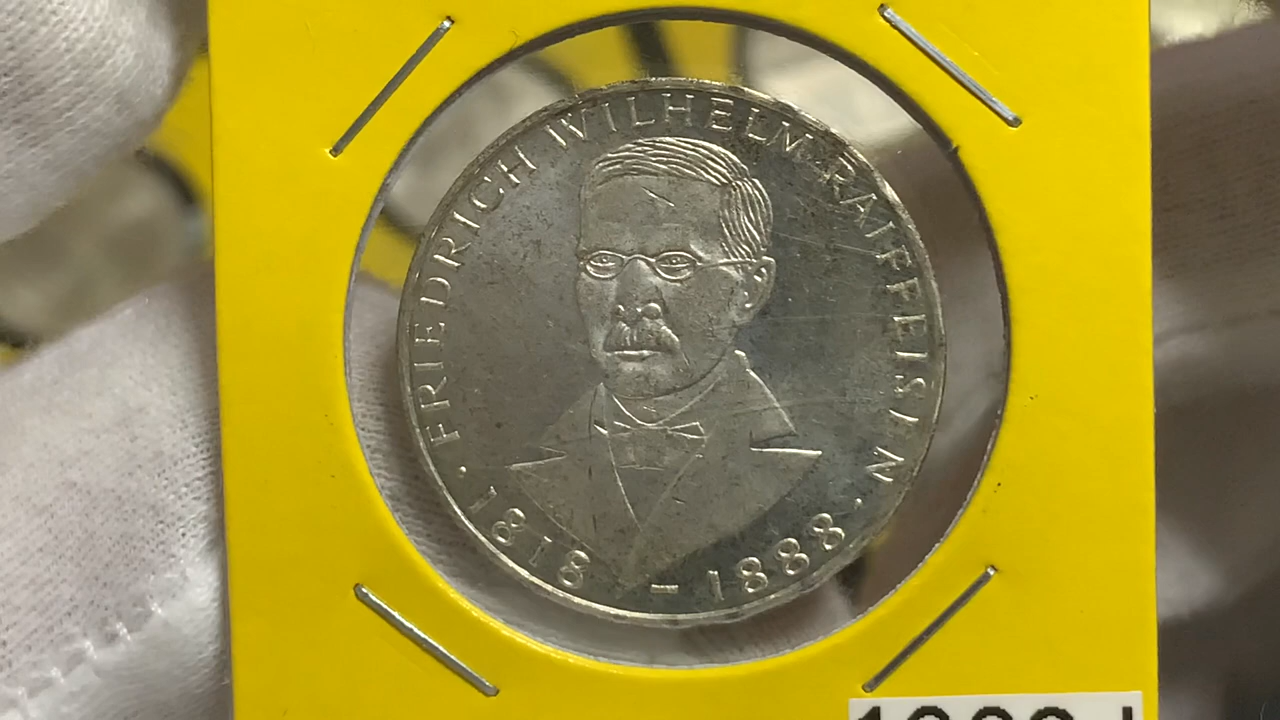 · FRIEDRICH WILHELM RAIFFEISEN ·
1818 – 1888